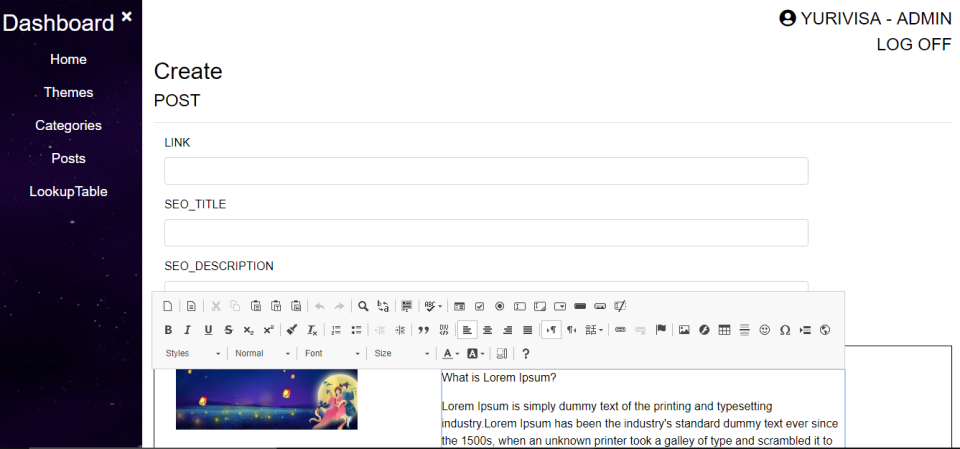 Dashboard ×
Home
Themes
Categories
Posts
LookupTable
YURIVISA - ADMIN
LOG OFF
Create
POST
LINK
SEO_TITLE
SEO_DESCRIPTION
Styles Normal Font Size
What is Lorem Ipsum?
Lorem Ipsum is simply dummy text of the printing and typesetting
industry.Lorem Ipsum has been the industry's standard dummy text ever since
the 1500s, when an unknown printer took a galley of type and scrambled it to